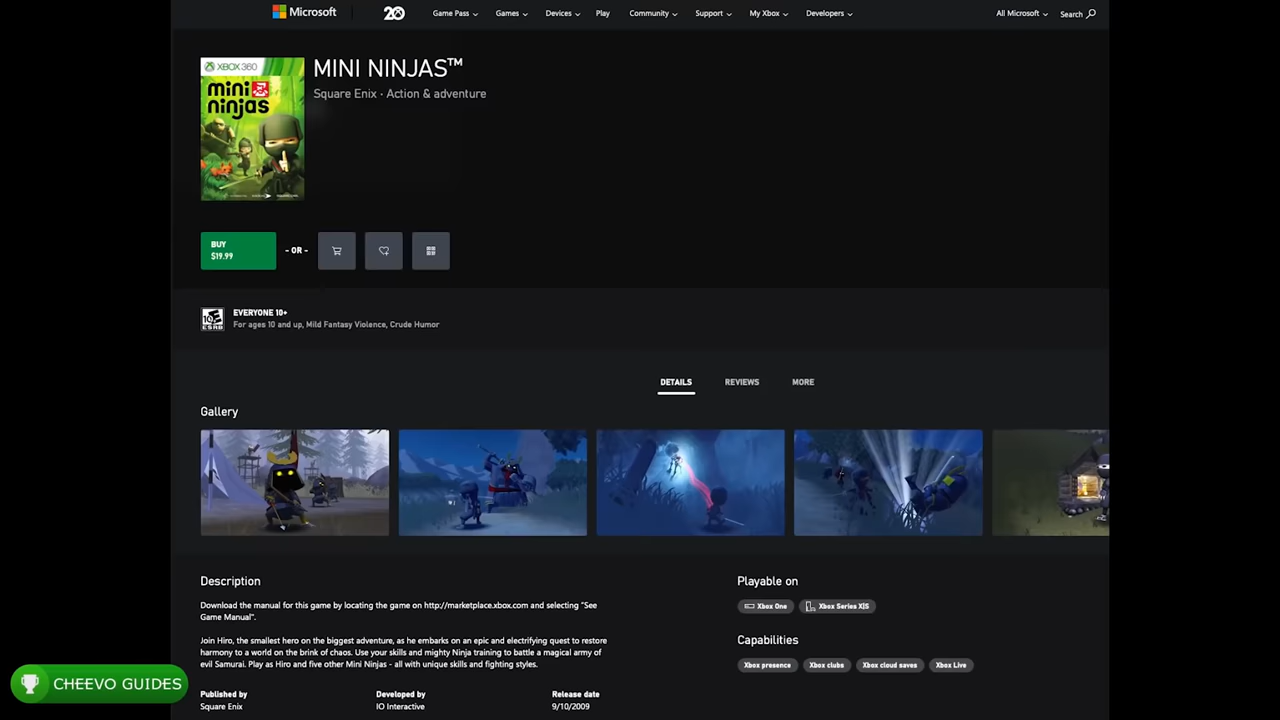 Microsoft
20
Game Pass
Games
Devices
Play
Community
Support
My Xbox
Developers
All Microsoft
Search
XBOX 360
mini
ninjas
MINI NINJAS™
Square Enix · Action & adventure
BUY
$19.99
- OR -
ESRB
EVERYONE 10+
For ages 10 and up, Mild Fantasy Violence, Crude Humor
DETAILS
REVIEWS
MORE
Gallery
Description
Download the manual for this game by locating the game on http://marketplace.xbox.com and selecting "See
Game Manual".
Join Hiro, the smallest hero on the biggest adventure, as he embarks on an epic and electrifying quest to restore
harmony to a world on the brink of chaos. Use your skills and mighty Ninja training to battle a magical army of
evil Samurai. Play as Hiro and five other Mini Ninjas - all with unique skills and fighting styles.
Playable on
Xbox One
Xbox Series X|S
Capabilities
Xbox presence
Xbox clubs
Xbox cloud saves
Xbox Live
Published by
Square Enix
Developed by
IO Interactive
Release date
9/10/2009
CHEEVO GUIDES